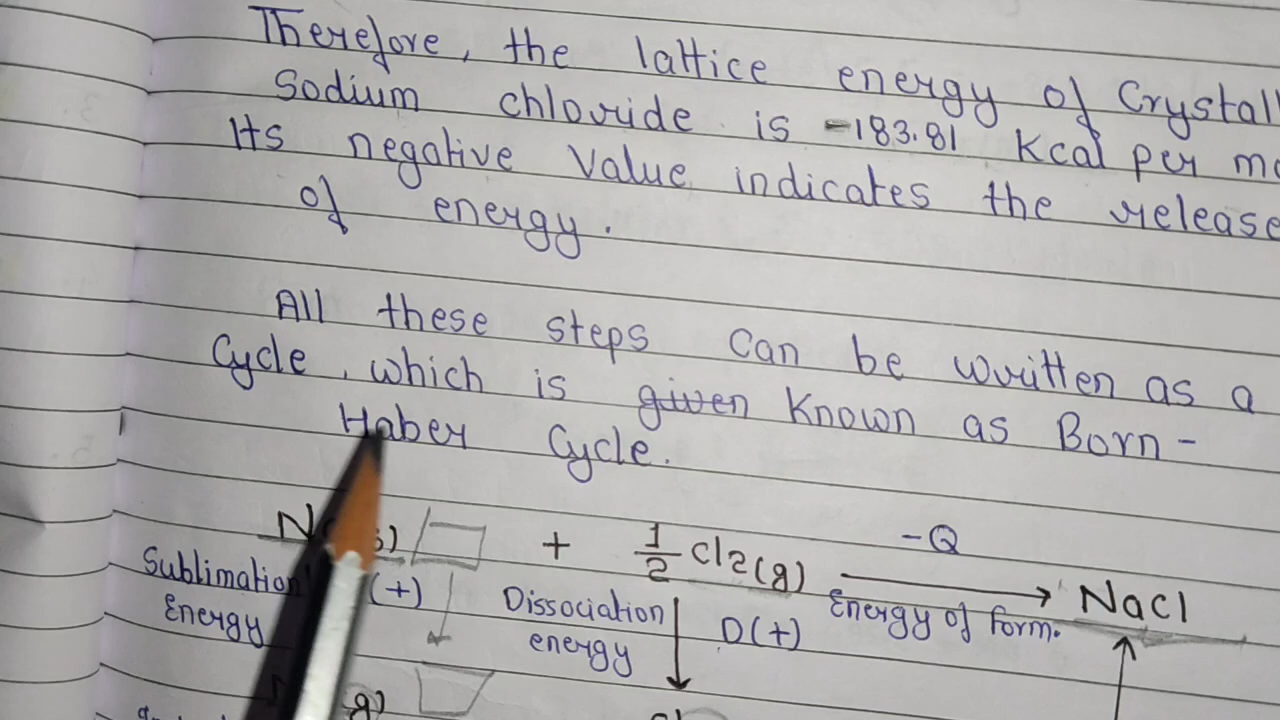 Therefore, the lattice energy of Crystall
Sodium chloride is -183.81 Kcal per mo
Its negative Value indicates the release
of energy.
All these steps can be written as a
Cycle, which is given Known as Born-
Haber Cycle.
+ 1/2 Cl2(g) -Q → NaCl
Sublimation (+) Dissociation D(+) Energy of form.
Energy energy
g)